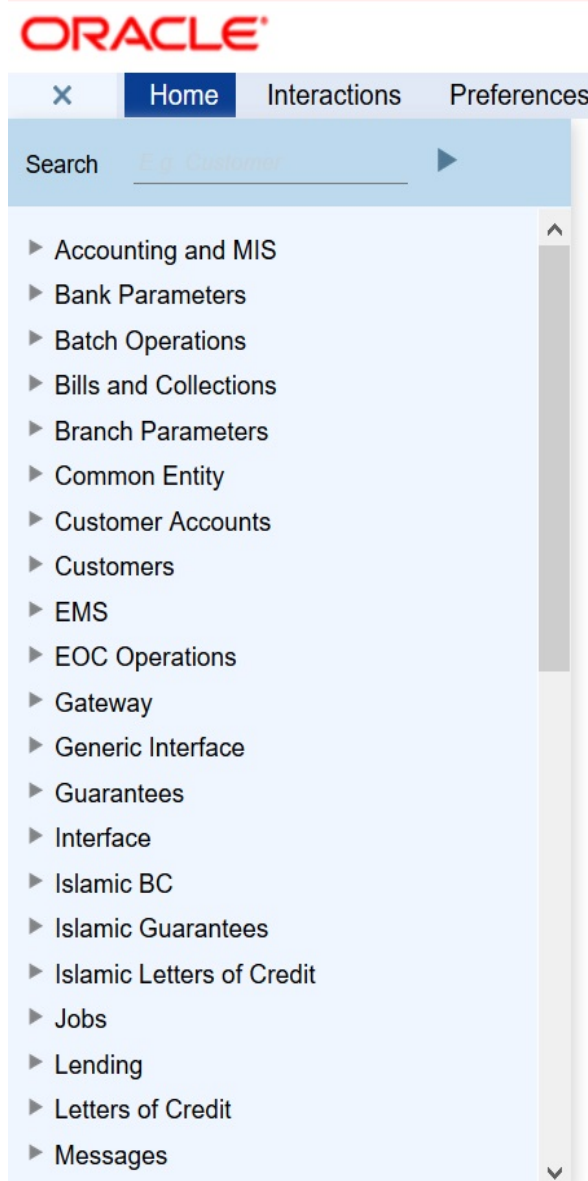 ORACLE
Home Interactions Preferences
Search E.g. Customer
Accounting and MIS
Bank Parameters
Batch Operations
Bills and Collections
Branch Parameters
Common Entity
Customer Accounts
Customers
EMS
EOC Operations
Gateway
Generic Interface
Guarantees
Interface
Islamic BC
Islamic Guarantees
Islamic Letters of Credit
Jobs
Lending
Letters of Credit
Messages